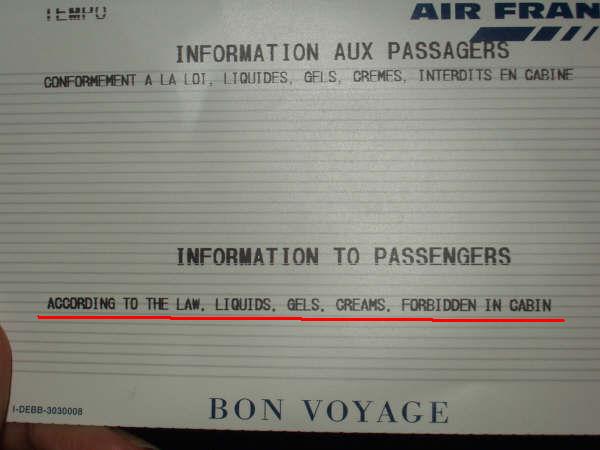 TEMPO
AIR FRAN
INFORMATION AUX PASSAGERS
CONFORMEMENT A LA LOI, LIQUIDES, GELS, CREMES, INTERDITS EN CABINE
INFORMATION TO PASSENGERS
ACCORDING TO THE LAW, LIQUIDS, GELS, CREAMS, FORBIDDEN IN CABIN
I-DEBB-3030008
BON VOYAGE